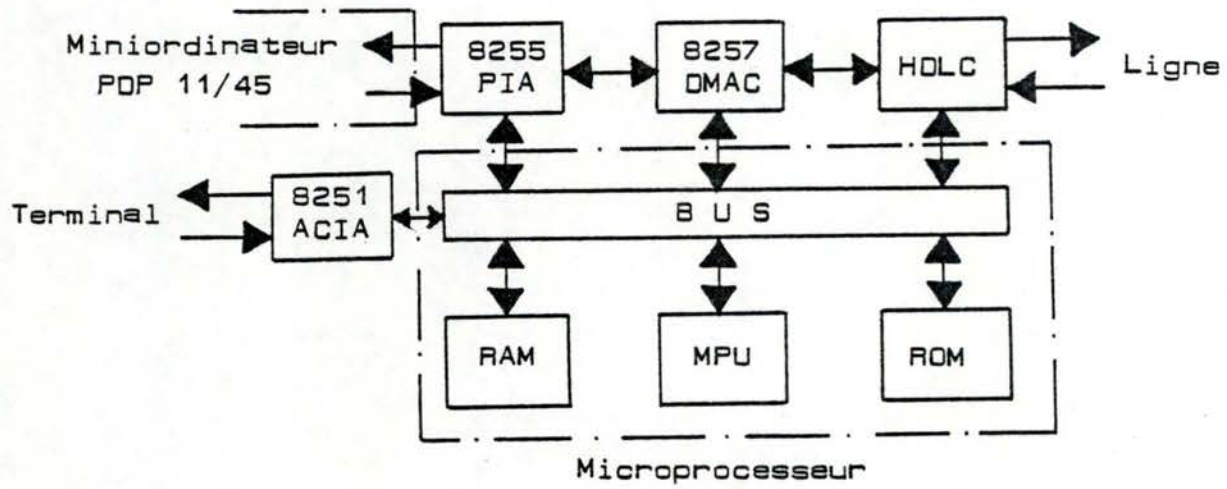 Miniordinateur
PDP 11/45
8255
PIA
8257
DMAC
HDLC
Ligne
Terminal
8251
ACIA
B U S
RAM
MPU
ROM
Microprocesseur